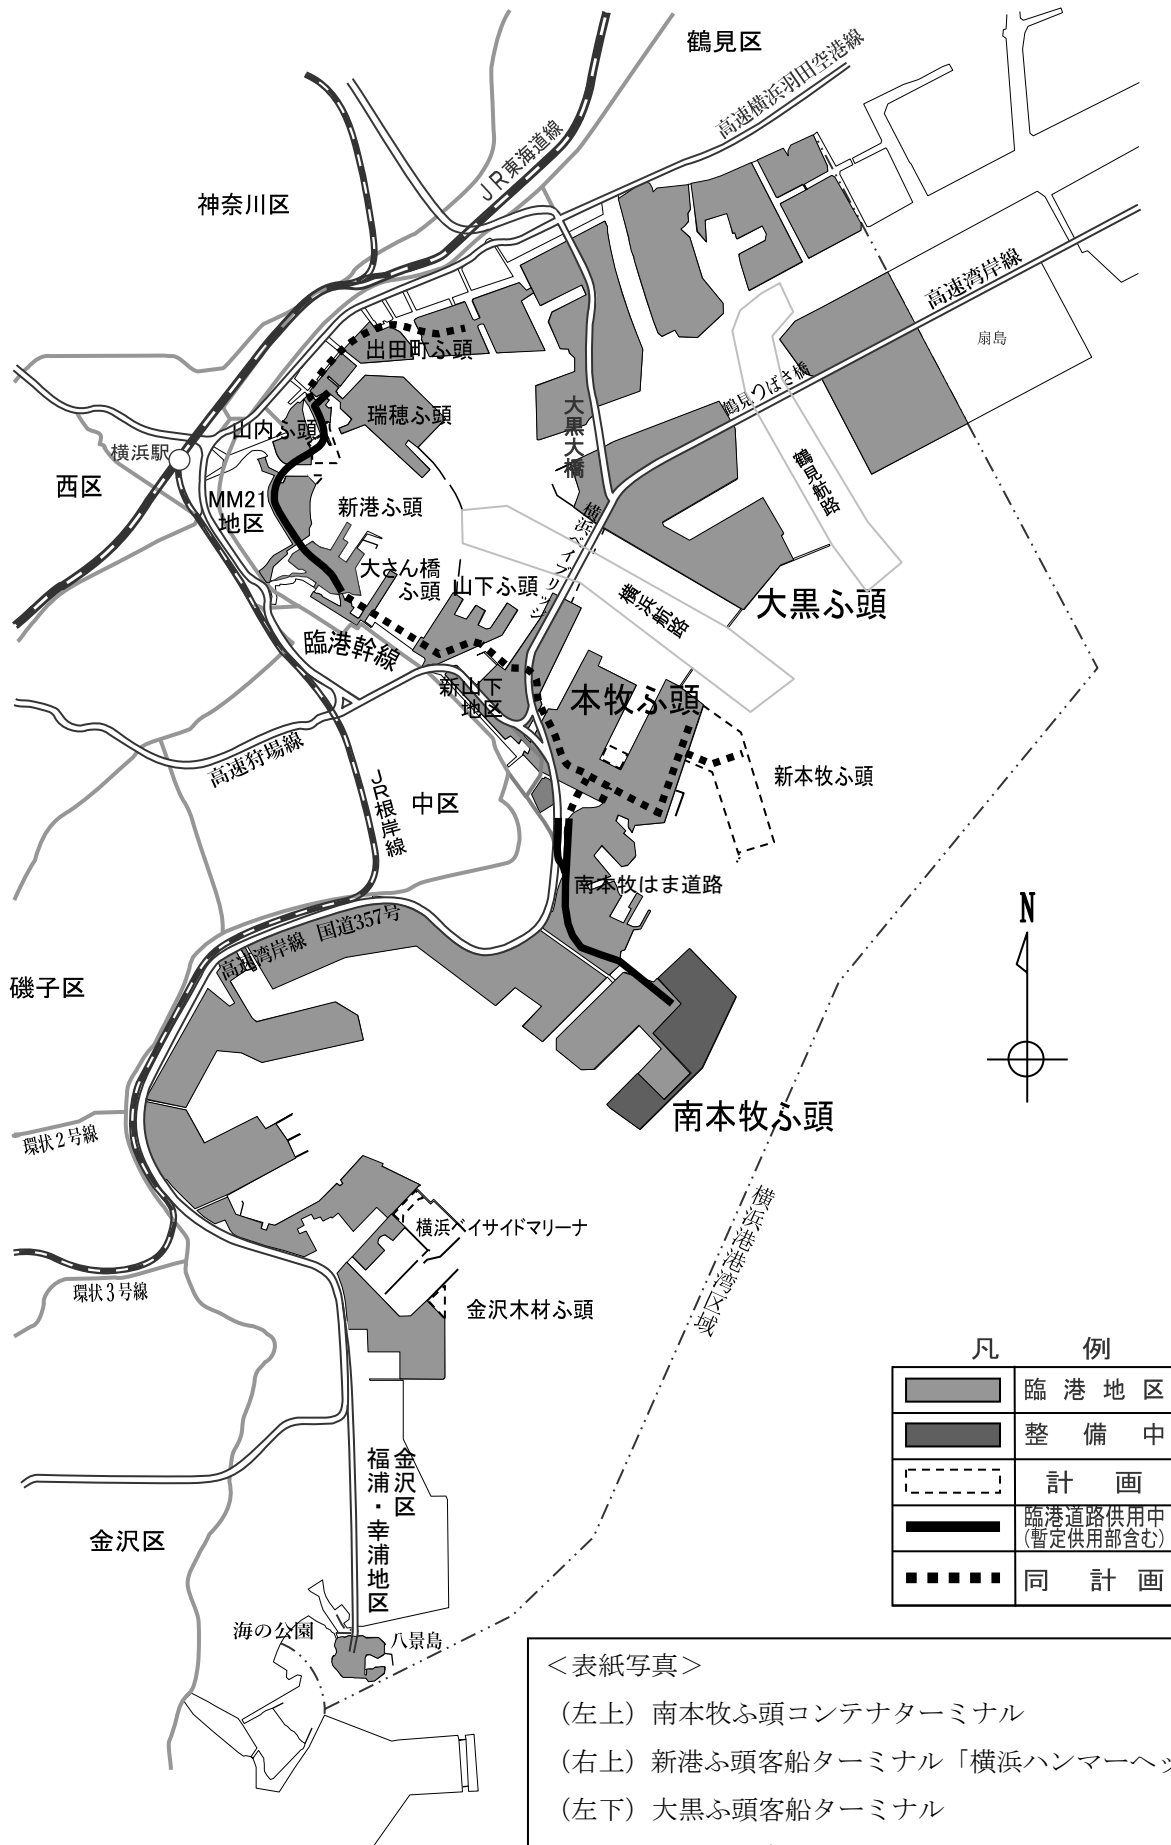 鶴見区
高速横浜羽田空港線
JR東海道線
神奈川区
高速湾岸線
扇島
出田町ふ頭
鶴見つばさ橋
大黒大橋
瑞穂ふ頭
山内ふ頭
横浜駅
鶴見航路
西区
MM21
地区
新港ふ頭
横浜ベイブリッジ
大さん橋
ふ頭
山下ふ頭
横浜航路
大黒ふ頭
臨港幹線
新山下
地区
本牧ふ頭
高速狩場線
新本牧ふ頭
JR根岸線
中区
南本牧はま道路
N
高速湾岸線 国道357号
磯子区
南本牧ふ頭
環状2号線
横浜港港湾区域
横浜ベイサイドマリーナ
環状3号線
金沢木材ふ頭
凡 例
臨港地区
整備中
計画
臨港道路供用中
(暫定供用部含む)
同 計画
金沢区
福浦・幸浦地区
金沢区
海の公園
八景島
＜表紙写真＞
（左上）南本牧ふ頭コンテナターミナル
（右上）新港ふ頭客船ターミナル「横浜ハンマーヘッ
（左下）大黒ふ頭客船ターミナル